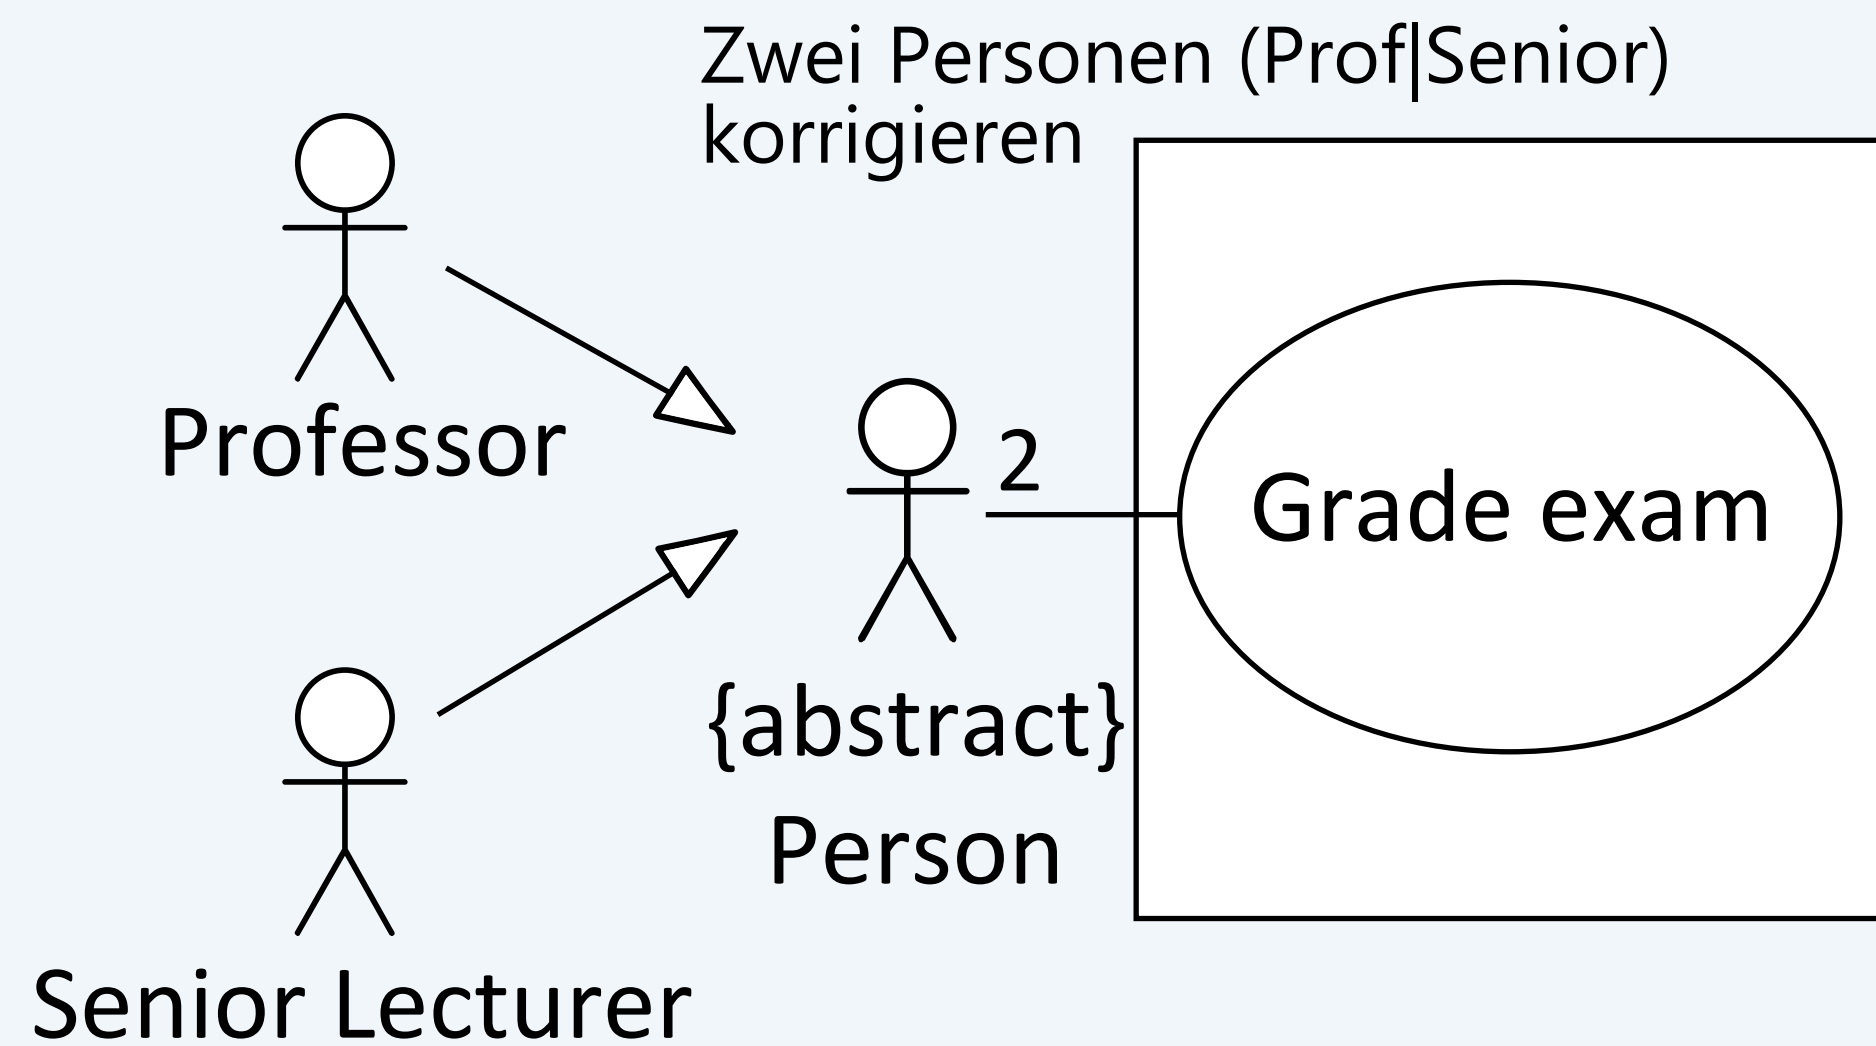 Zwei Personen (Prof|Senior)
korrigieren
Professor
2
Grade exam
{abstract}
Person
Senior Lecturer